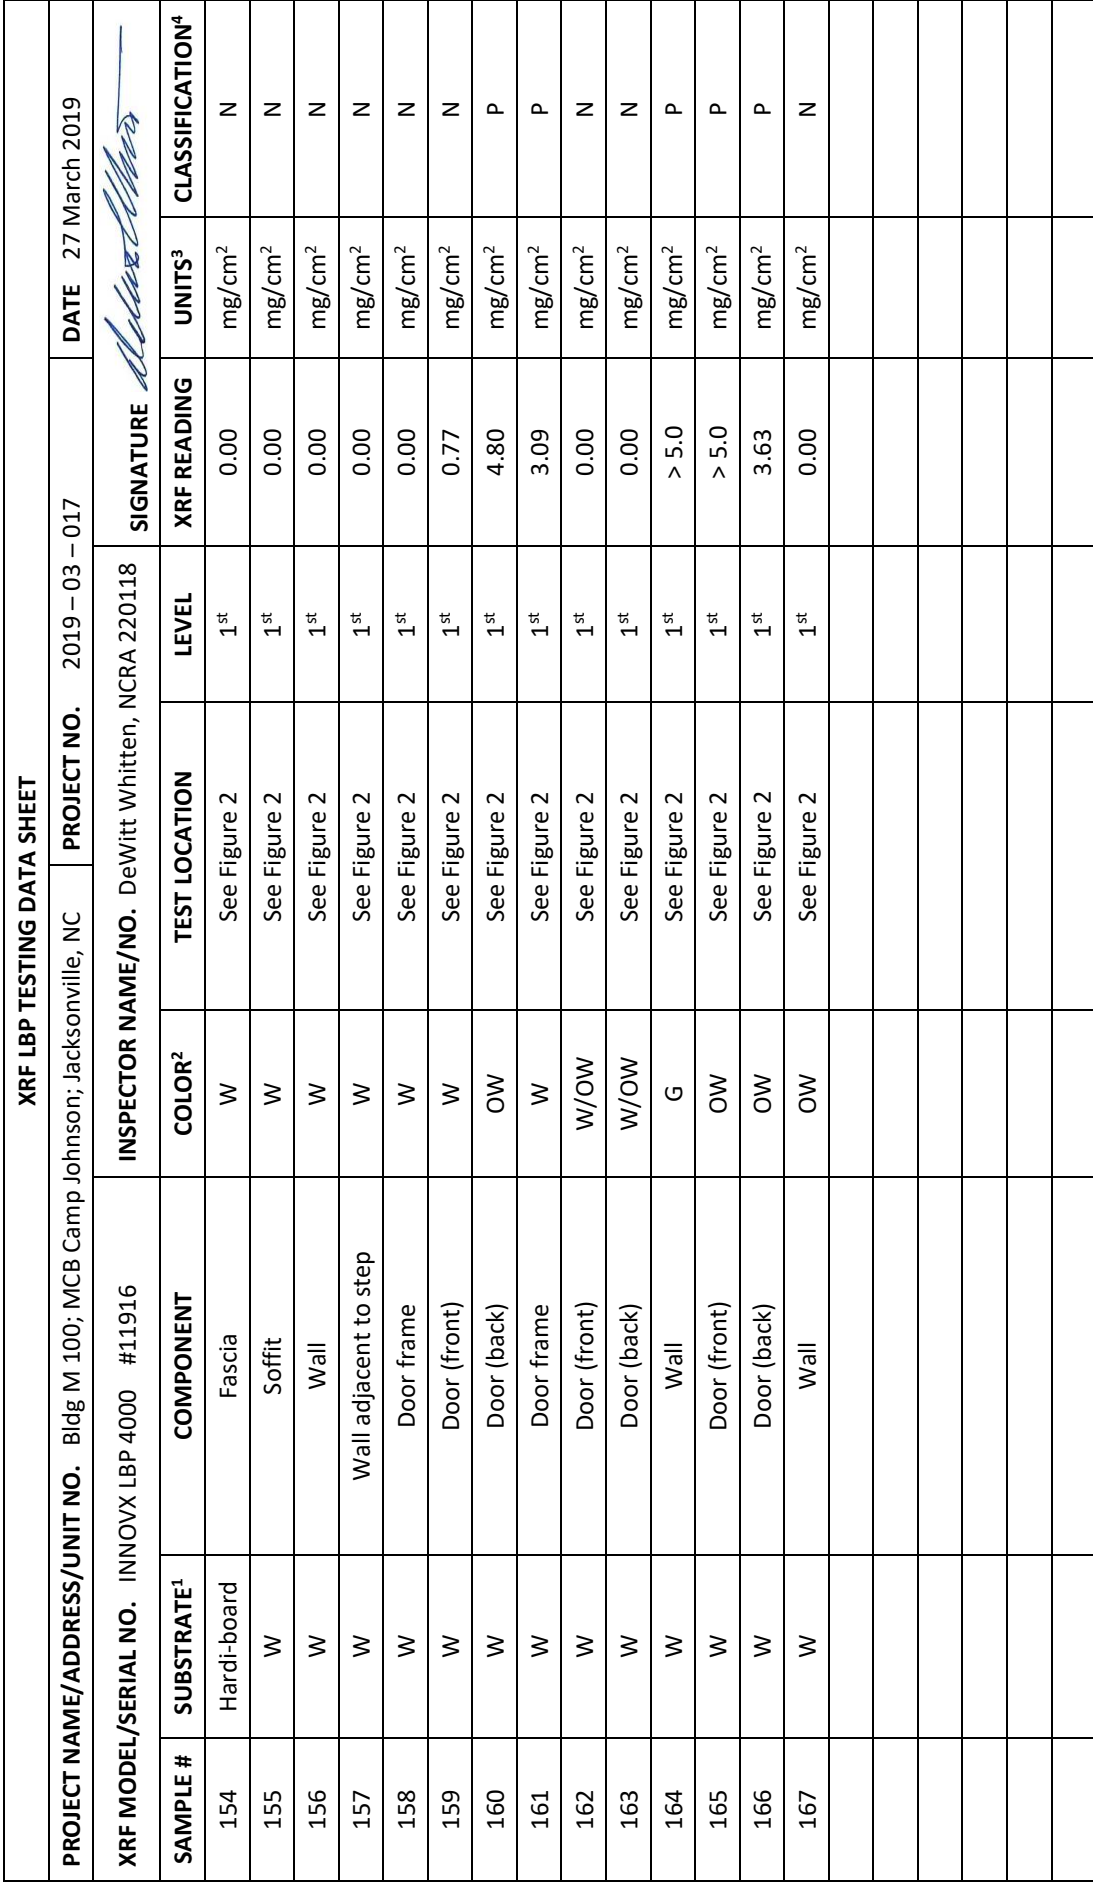 XRF LBP TESTING DATA SHEET
PROJECT NAME/ADDRESS/UNIT NO. Bldg M 100; MCB Camp Johnson; Jacksonville, NC PROJECT NO. 2019 – 03 – 017 DATE 27 March 2019
XRF MODEL/SERIAL NO. INNOVX LBP 4000 #11916 INSPECTOR NAME/NO. DeWitt Whitten, NCRA 220118 SIGNATURE
SAMPLE # SUBSTRATE¹ COMPONENT COLOR² TEST LOCATION LEVEL XRF READING UNITS³ CLASSIFICATION⁴
154 Hardi-board Fascia W See Figure 2 1st 0.00 mg/cm² N
155 W Soffit W See Figure 2 1st 0.00 mg/cm² N
156 W Wall W See Figure 2 1st 0.00 mg/cm² N
157 W Wall adjacent to step W See Figure 2 1st 0.00 mg/cm² N
158 W Door frame W See Figure 2 1st 0.00 mg/cm² N
159 W Door (front) W See Figure 2 1st 0.77 mg/cm² N
160 W Door (back) OW See Figure 2 1st 4.80 mg/cm² P
161 W Door frame W See Figure 2 1st 3.09 mg/cm² P
162 W Door (front) W/OW See Figure 2 1st 0.00 mg/cm² N
163 W Door (back) W/OW See Figure 2 1st 0.00 mg/cm² N
164 W Wall G See Figure 2 1st > 5.0 mg/cm² P
165 W Door (front) OW See Figure 2 1st > 5.0 mg/cm² P
166 W Door (back) OW See Figure 2 1st 3.63 mg/cm² P
167 W Wall OW See Figure 2 1st 0.00 mg/cm² N